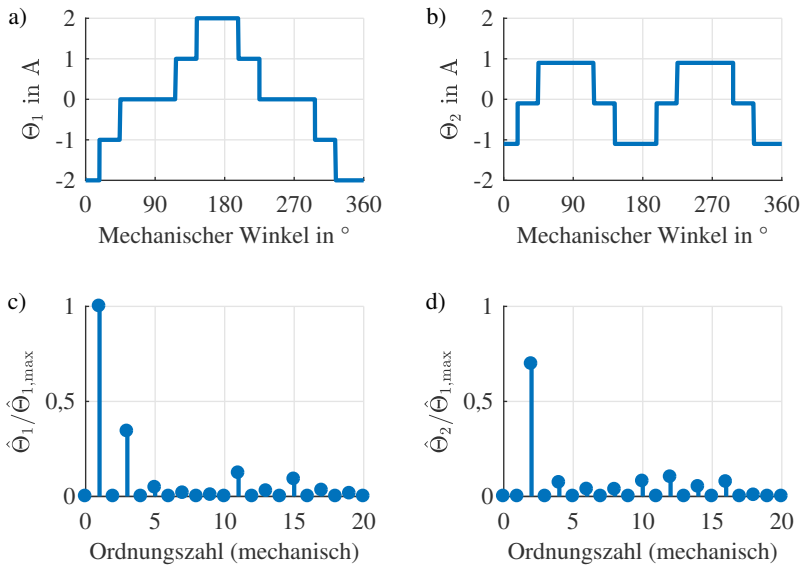 a)
2
1
0
-1
-2
Θ₁ in A
0 90 180 270 360
Mechanischer Winkel in °
b)
2
1
0
-1
-2
Θ₂ in A
0 90 180 270 360
Mechanischer Winkel in °
c)
1
0,5
0
Θ̂₁/Θ̂₁,max
0 5 10 15 20
Ordnungszahl (mechanisch)
d)
1
0,5
0
Θ̂₂/Θ̂₁,max
0 5 10 15 20
Ordnungszahl (mechanisch)